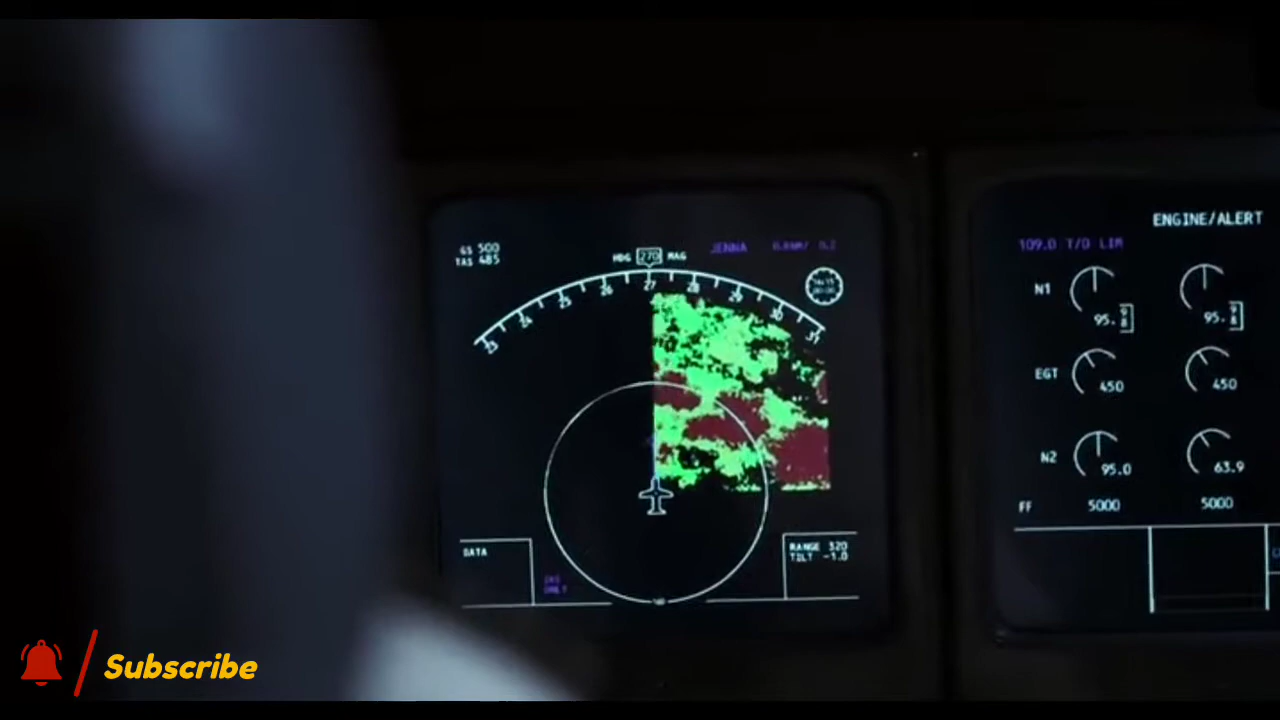 GS 500
TAS 485
HDG 270 MAG
JENNA
23 24 25 26 27 28 29 30 31
DATA
RANGE 320
TILT -1.0
ENGINE/ALERT
109.0 T/O LIM
N1
95.
95.
EGT
450
450
N2
95.0
63.9
FF
5000
5000
Subscribe